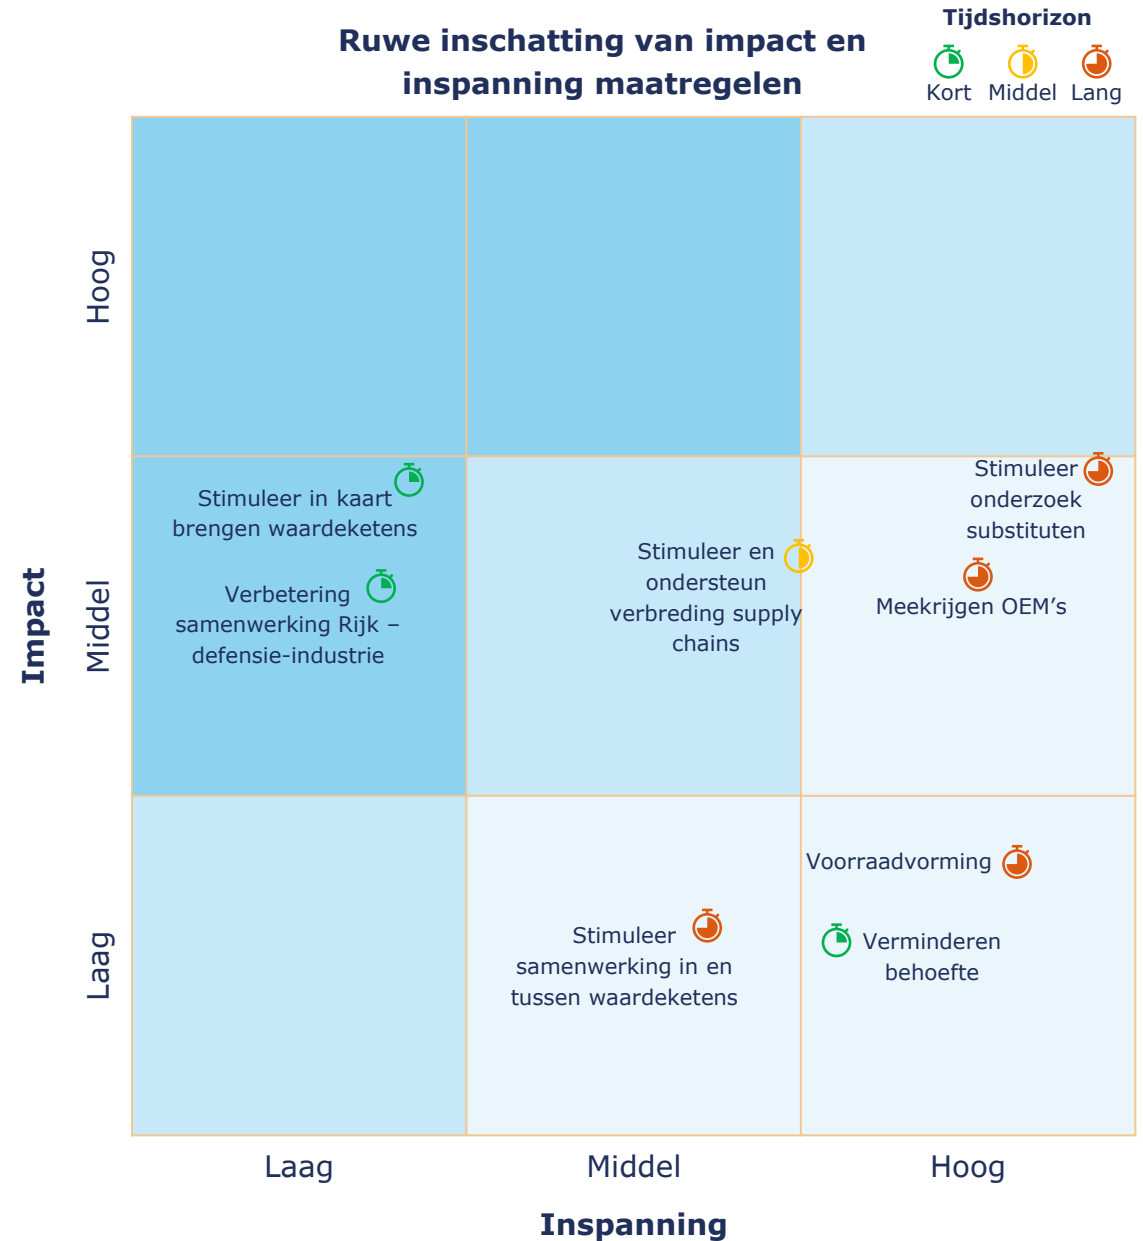 Ruwe inschatting van impact en
inspanning maatregelen
Tijdshorizon
Kort
Middel
Lang
Impact
Hoog
Middel
Laag
Stimuleer in kaart
brengen waardeketens
Verbetering
samenwerking Rijk –
defensie-industrie
Stimuleer en
ondersteun
verbreding supply
chains
Stimuleer
onderzoek
substituten
Meekrijgen OEM’s
Voorraadvorming
Verminderen
behoefte
Stimuleer
samenwerking in en
tussen waardeketens
Laag
Middel
Hoog
Inspanning